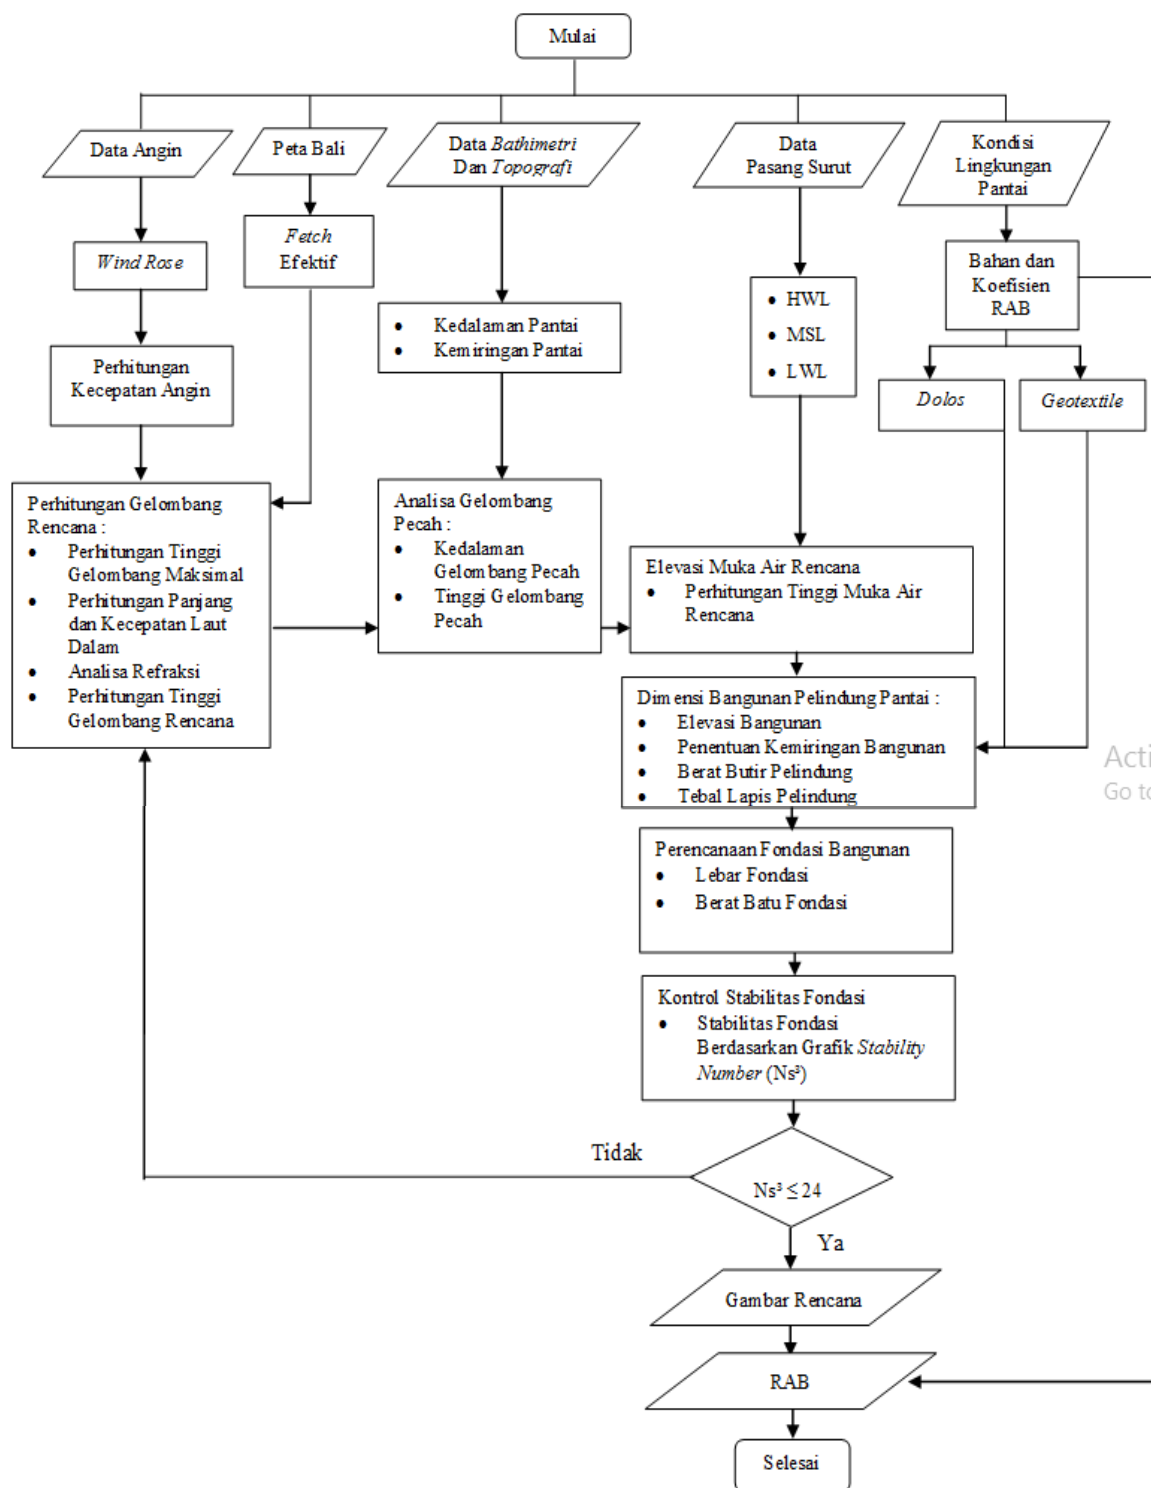 Mulai
Data Angin
Peta Bali
Data Bathimetri
Dan Topografi
Data
Pasang Surut
Kondisi
Lingkungan
Pantai
Wind Rose
Fetch
Efektif
• Kedalaman Pantai
• Kemiringan Pantai
• HWL
• MSL
• LWL
Bahan dan
Koefisien
RAB
Dolos
Geotextile
Perhitungan
Kecepatan Angin
Perhitungan Gelombang
Rencana :
• Perhitungan Tinggi
Gelombang Maksimal
• Perhitungan Panjang
dan Kecepatan Laut
Dalam
• Analisa Refraksi
• Perhitungan Tinggi
Gelombang Rencana
Analisa Gelombang
Pecah :
• Kedalaman
Gelombang Pecah
• Tinggi Gelombang
Pecah
Elevasi Muka Air Rencana
• Perhitungan Tinggi Muka Air
Rencana
Dimensi Bangunan Pelindung Pantai :
• Elevasi Bangunan
• Penentuan Kemiringan Bangunan
• Berat Butir Pelindung
• Tebal Lapis Pelindung
Acti
Go to
Perencanaan Fondasi Bangunan
• Lebar Fondasi
• Berat Batu Fondasi
Kontrol Stabilitas Fondasi
• Stabilitas Fondasi
Berdasarkan Grafik Stability
Number (Ns³)
Tidak
Ns³ ≤ 24
Ya
Gambar Rencana
RAB
Selesai